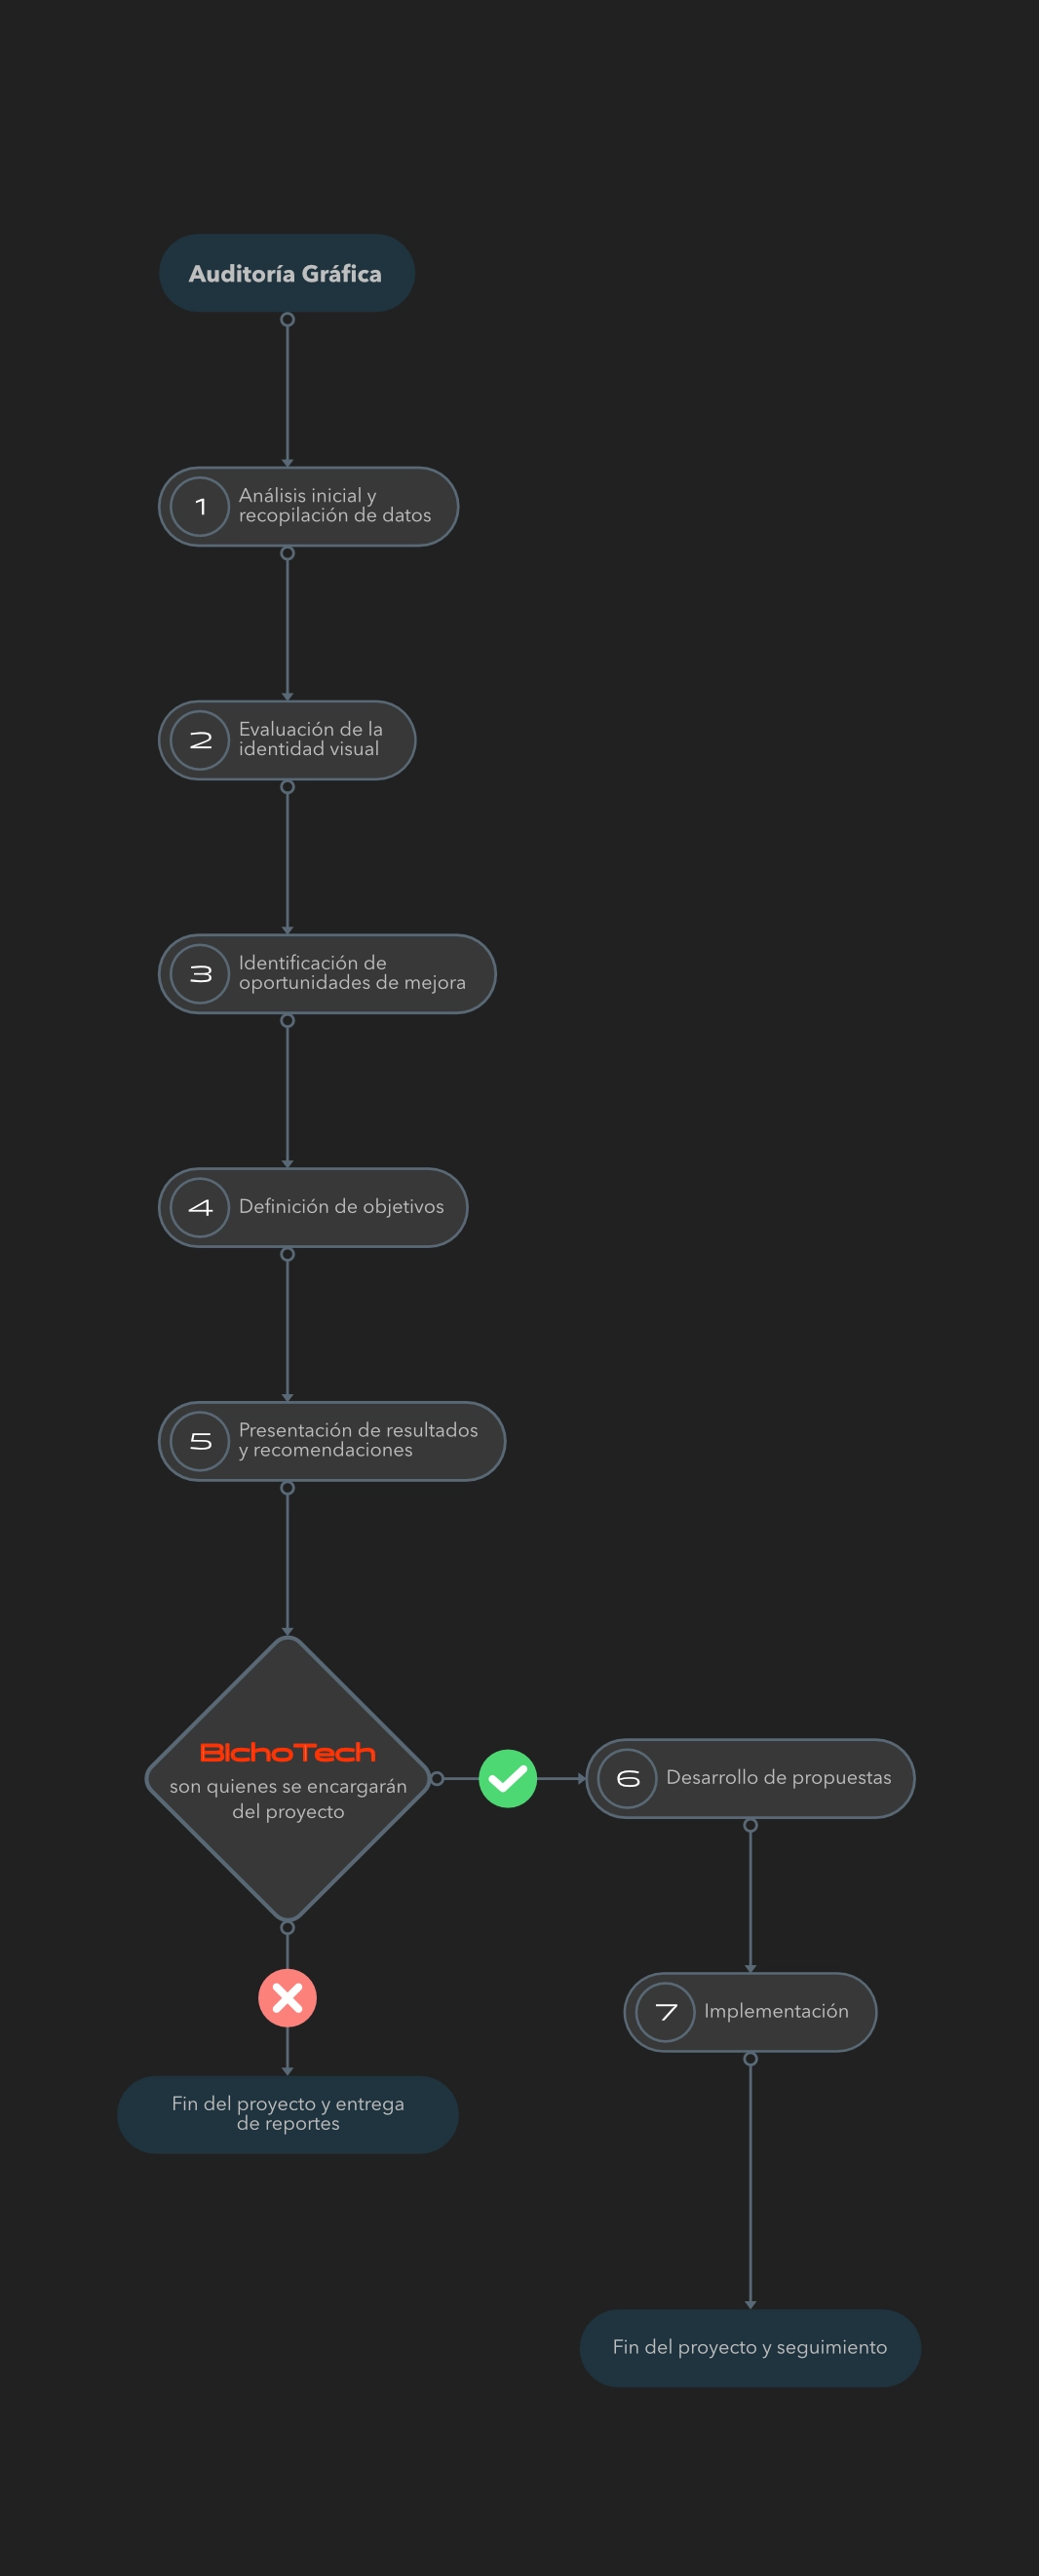 Auditoría Gráfica
1
Análisis inicial y
recopilación de datos
2
Evaluación de la
identidad visual
3
Identificación de
oportunidades de mejora
4
Definición de objetivos
5
Presentación de resultados
y recomendaciones
BichoTech
son quienes se encargarán
del proyecto
6
Desarrollo de propuestas
7
Implementación
Fin del proyecto y entrega
de reportes
Fin del proyecto y seguimiento